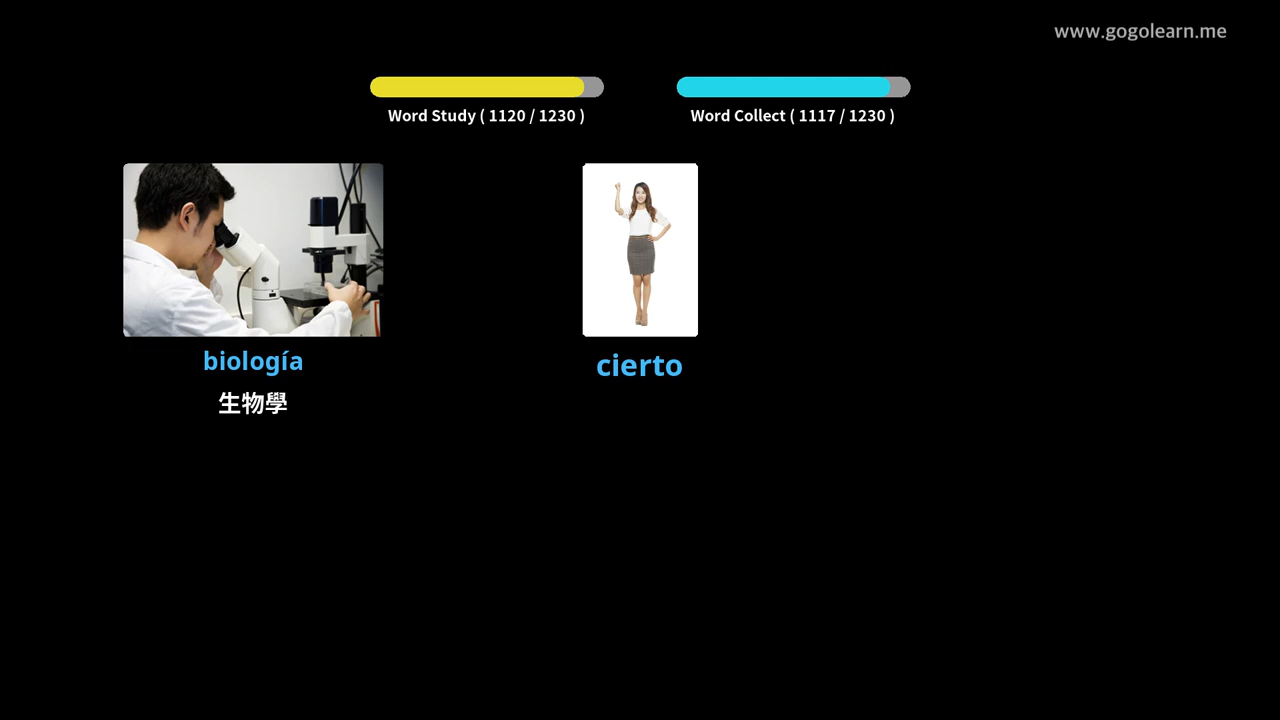 www.gogolearn.me
Word Study ( 1120 / 1230 )
Word Collect ( 1117 / 1230 )
biología
生物學
cierto